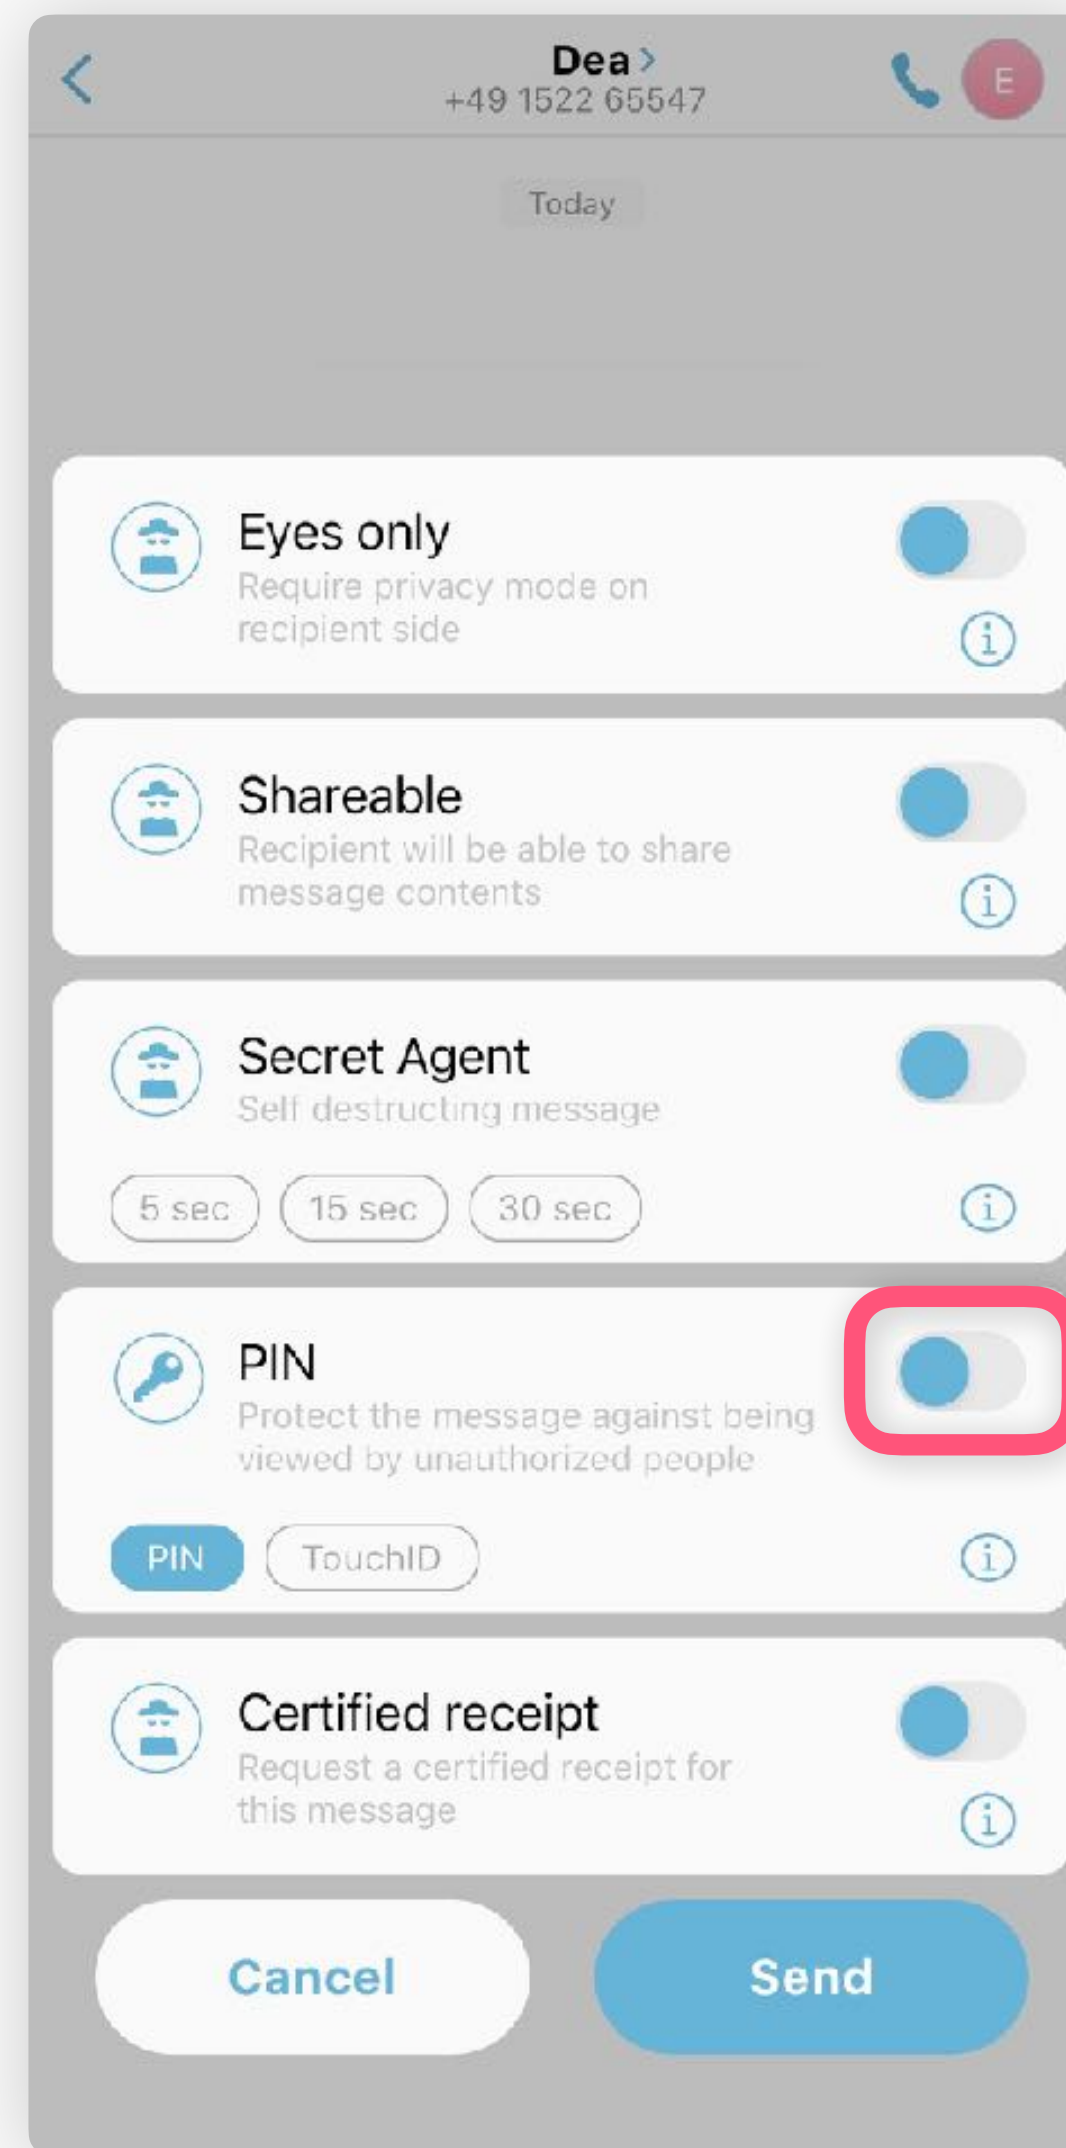 Dea
+49 1522 65547
E
Today
Eyes only
Require privacy mode on
recipient side
Shareable
Recipient will be able to share
message contents
Secret Agent
Self destructing message
5 sec 15 sec 30 sec
PIN
Protect the message against being
viewed by unauthorized people
PIN TouchID
Certified receipt
Request a certified receipt for
this message
Cancel Send